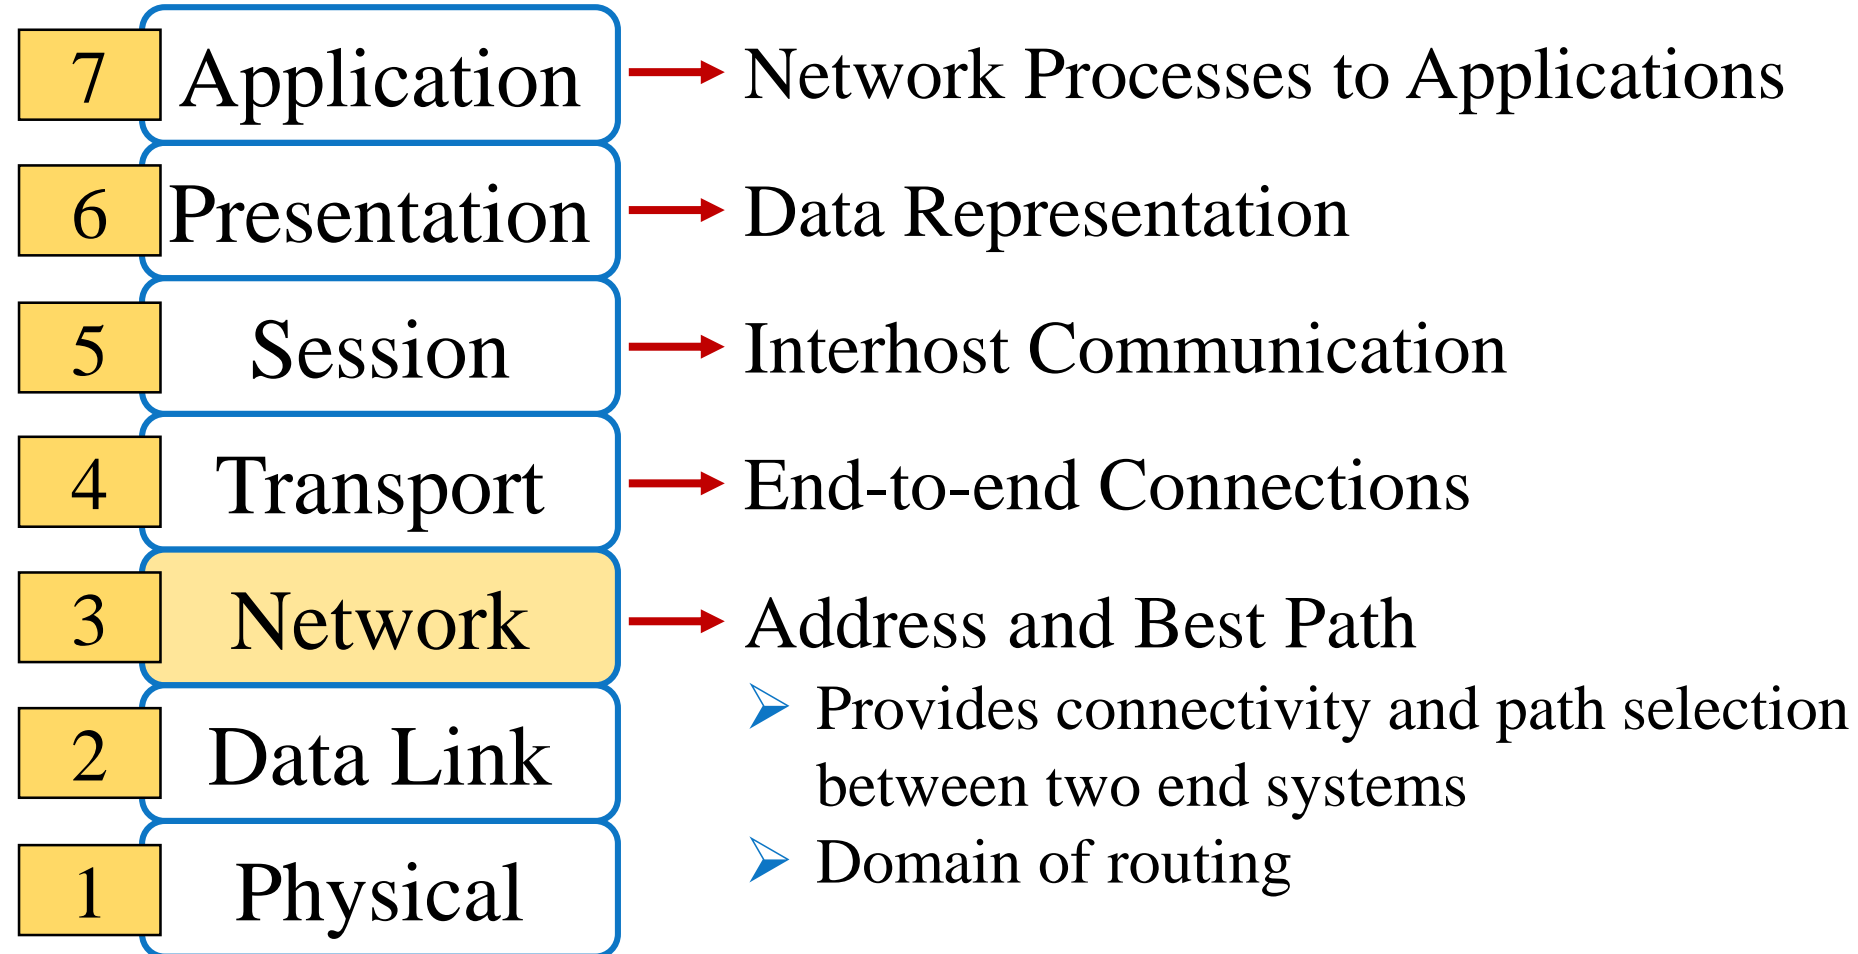 7 Application → Network Processes to Applications
6 Presentation → Data Representation
5 Session → Interhost Communication
4 Transport → End-to-end Connections
3 Network → Address and Best Path
➢ Provides connectivity and path selection
between two end systems
2 Data Link
➢ Domain of routing
1 Physical